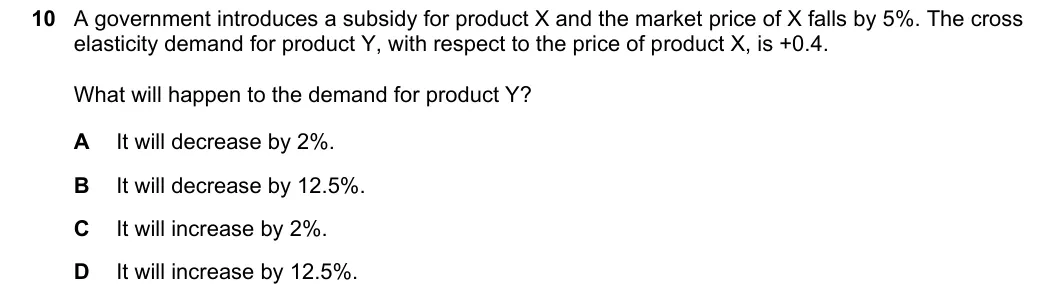 10 A government introduces a subsidy for product X and the market price of X falls by 5%. The cross
elasticity demand for product Y, with respect to the price of product X, is +0.4.
What will happen to the demand for product Y?
A It will decrease by 2%.
B It will decrease by 12.5%.
C It will increase by 2%.
D It will increase by 12.5%.